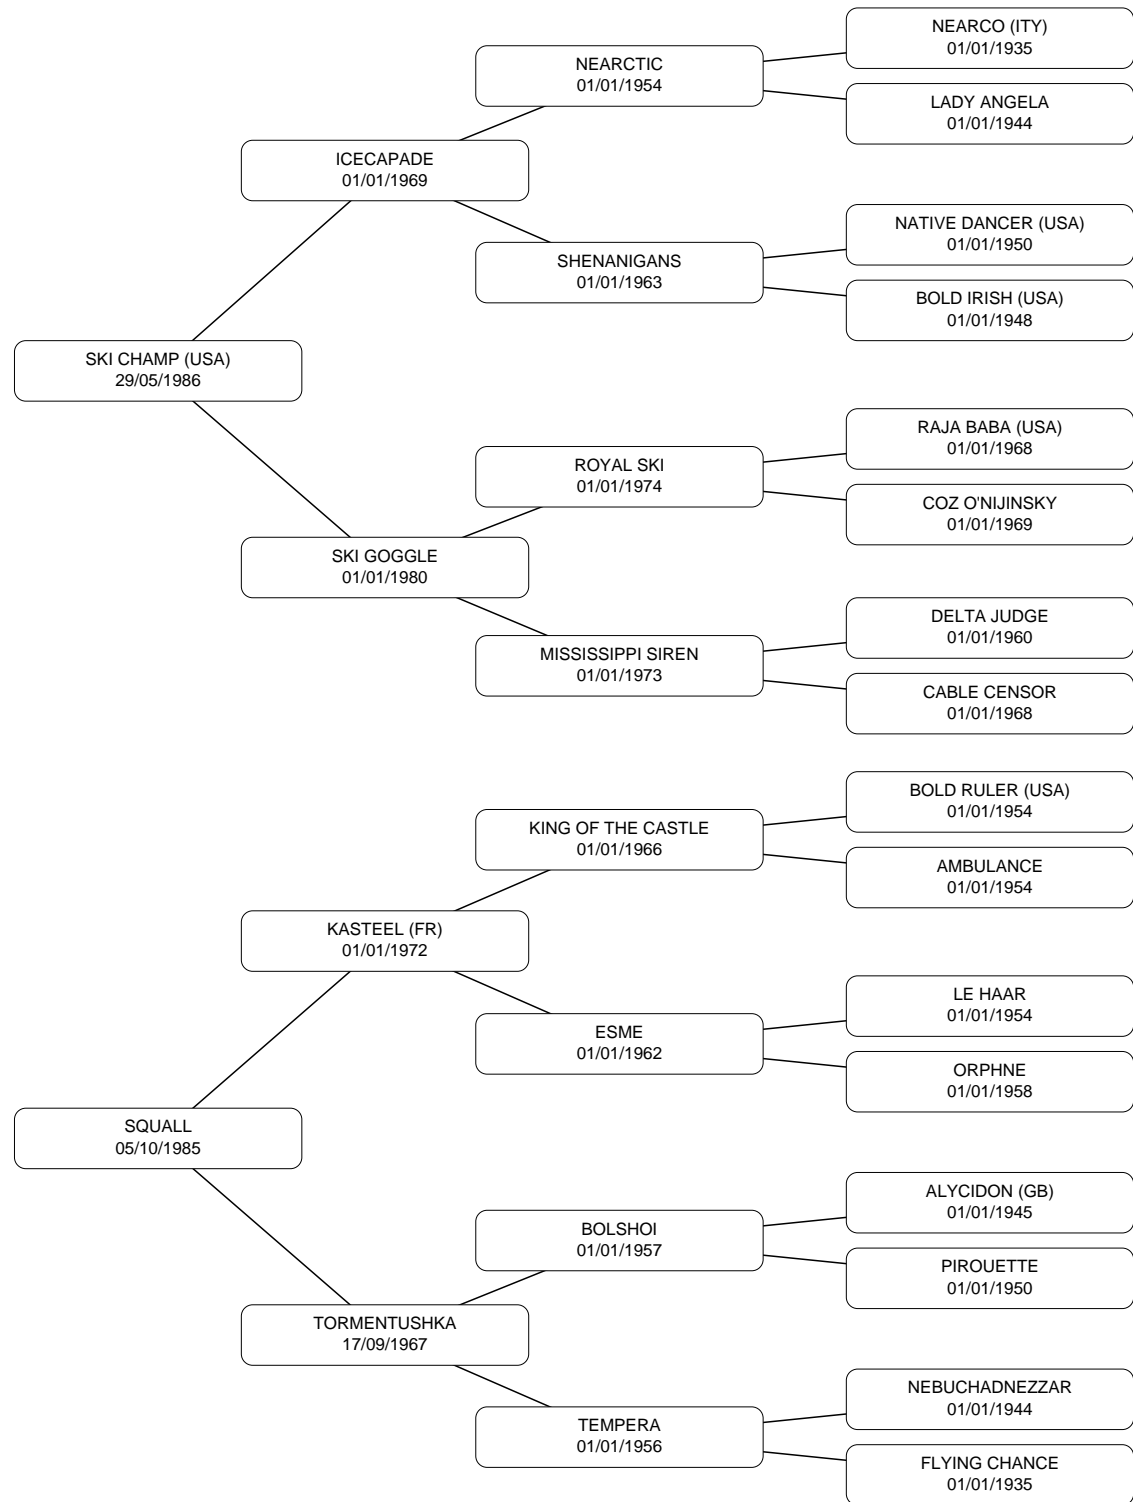 NEARCO (ITY)
01/01/1935
NEARCTIC
01/01/1954
LADY ANGELA
01/01/1944
ICECAPADE
01/01/1969
NATIVE DANCER (USA)
01/01/1950
SHENANIGANS
01/01/1963
BOLD IRISH (USA)
01/01/1948
SKI CHAMP (USA)
29/05/1986
RAJA BABA (USA)
01/01/1968
ROYAL SKI
01/01/1974
COZ O'NIJINSKY
01/01/1969
SKI GOGGLE
01/01/1980
DELTA JUDGE
01/01/1960
MISSISSIPPI SIREN
01/01/1973
CABLE CENSOR
01/01/1968
BOLD RULER (USA)
01/01/1954
KING OF THE CASTLE
01/01/1966
AMBULANCE
01/01/1954
KASTEEL (FR)
01/01/1972
LE HAAR
01/01/1954
ESME
01/01/1962
ORPHNE
01/01/1958
SQUALL
05/10/1985
ALYCIDON (GB)
01/01/1945
BOLSHOI
01/01/1957
PIROUETTE
01/01/1950
TORMENTUSHKA
17/09/1967
NEBUCHADNEZZAR
01/01/1944
TEMPERA
01/01/1956
FLYING CHANCE
01/01/1935